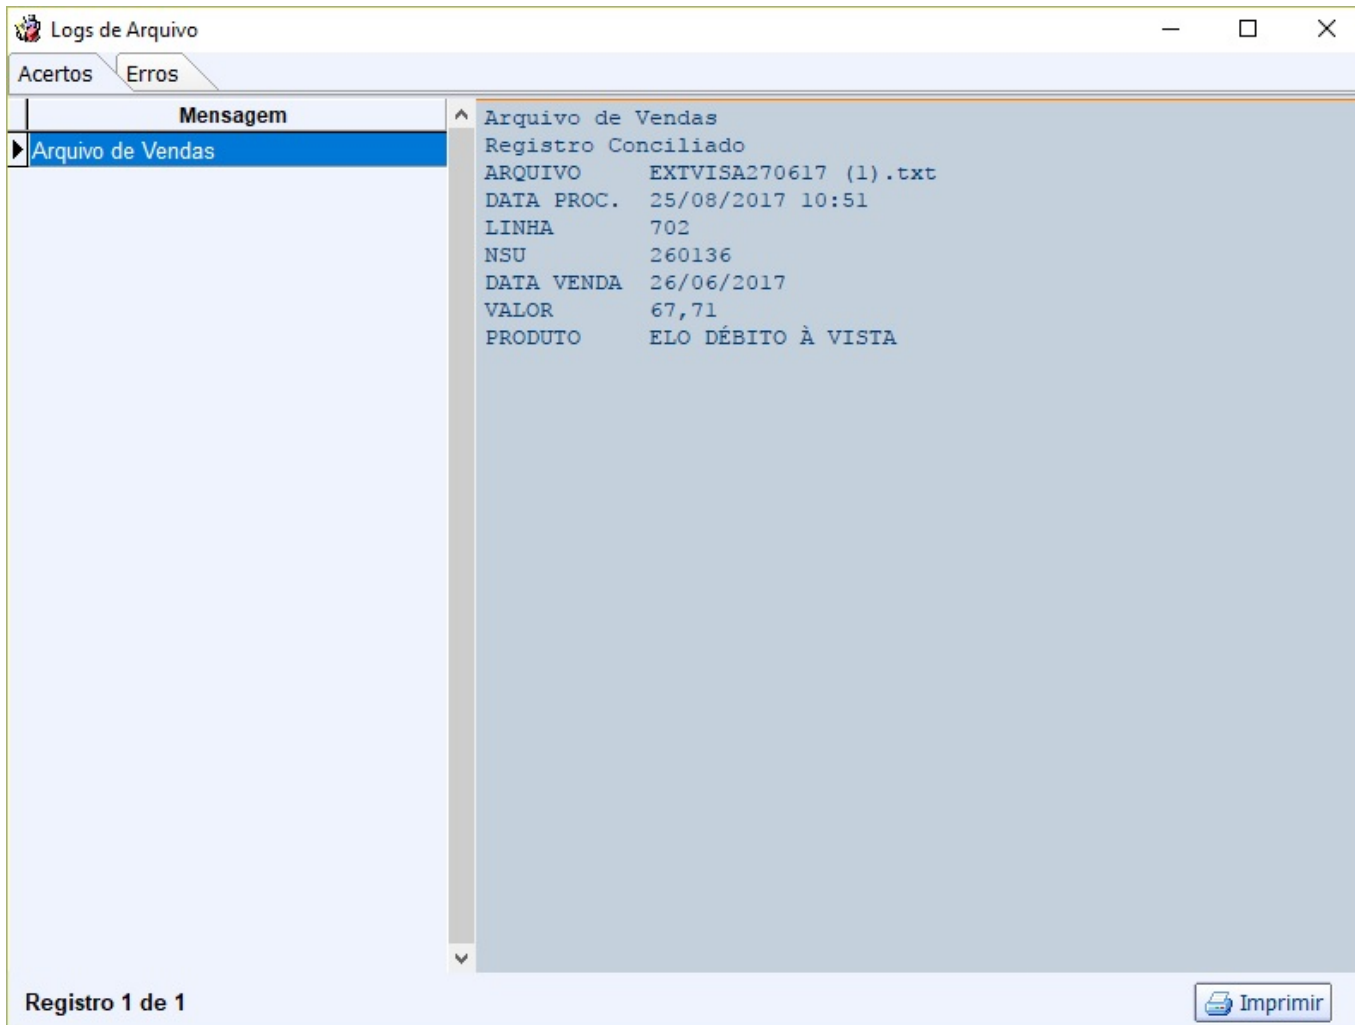 Logs de Arquivo
Acertos Erros
Mensagem
Arquivo de Vendas
Arquivo de Vendas
Registro Conciliado
ARQUIVO EXTVISA270617 (1).txt
DATA PROC. 25/08/2017 10:51
LINHA 702
NSU 260136
DATA VENDA 26/06/2017
VALOR 67,71
PRODUTO ELO DÉBITO À VISTA
Registro 1 de 1
Imprimir